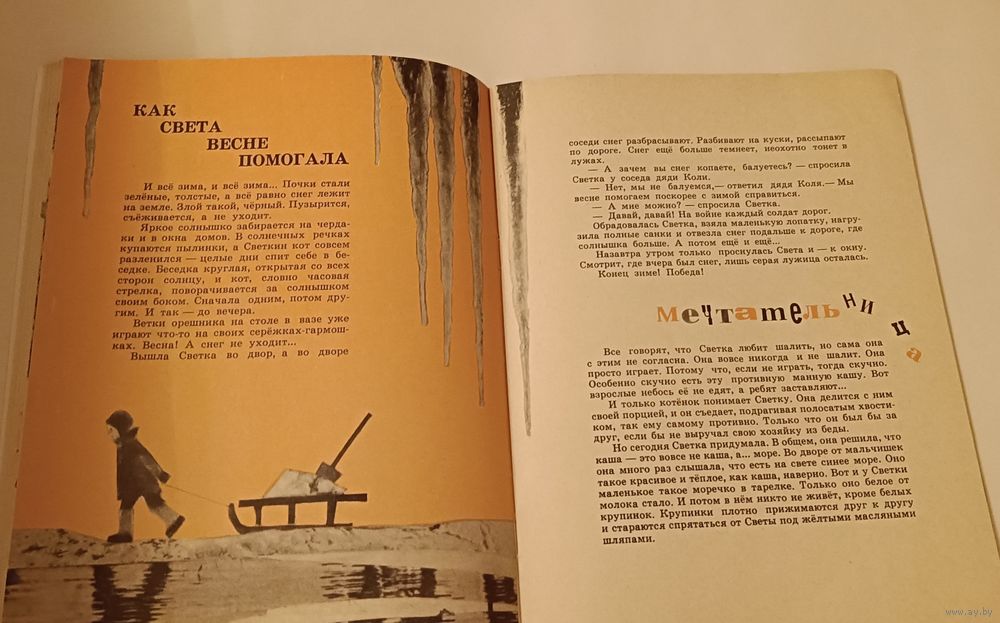 КАК
СВЕТА
ВЕСНЕ
ПОМОГАЛА
И всё зима, и всё зима... Почки стали
зелёные, толстые, а всё равно снег лежит
на земле. Злой такой, чёрный. Пузырится,
съёживается, а не уходит.
Яркое солнышко забирается на черда-
ки и в окна домов. В солнечных речках
купаются пылинки, а Светкин кот совсем
разленился — целые дни спит себе в бе-
седке. Беседка круглая, открытая со всех
сторон солнцу, и кот, словно часовая
стрелка, поворачивается за солнышком
своим боком. Сначала одним, потом дру-
гим. И так — до вечера.
Ветки орешника на столе в вазе уже
играют что-то на своих серёжках-гармош-
ках. Весна! А снег не уходит...
Вышла Светка во двор, а во дворе
соседи снег разбрасывают. Разбивают на куски, рассыпают
по дороге. Снег ещё больше темнеет, неохотно тонет в
лужах.
— А зачем вы снег копаете, балуетесь? — спросила
Светка у соседа дяди Коли.
— Нет, мы не балуемся,— ответил дядя Коля.— Мы
весне помогаем поскорее с зимой справиться.
— А мне можно? — спросила Светка.
— Давай, давай! На войне каждый солдат дорог.
Обрадовалась Светка, взяла маленькую лопатку, нагру-
зила полные санки и отвезла снег подальше к дороге, где
солнышка больше. А потом ещё и ещё...
Назавтра утром только проснулась Света и — к окну.
Смотрит, где вчера был снег, лишь серая лужица осталась.
Конец зиме! Победа!
Мечтательница
Все говорят, что Светка любит шалить, но сама она
с этим не согласна. Она вовсе никогда и не шалит. Она
просто играет. Потому что, если не играть, тогда скучно.
Особенно скучно есть эту противную манную кашу. Вот
взрослые небось её не едят, а ребят заставляют...
И только котёнок понимает Светку. Она делится с ним
своей порцией, и он съедает, подрагивая полосатым хвости-
ком, так ему самому противно. Только что он был бы за
друг, если бы не выручал свою хозяйку из беды.
Но сегодня Светка придумала. В общем, она решила, что
каша — это вовсе не каша, а... море. Во дворе от мальчишек
она много раз слышала, что есть на свете синее море. Оно
такое красивое и тёплое, как каша, наверно. Вот и у Светки
маленькое такое моречко в тарелке. Только оно белое от
молока стало. И потом в нём никто не живёт, кроме белых
крупинок. Крупинки плотно прижимаются друг к другу
и стараются спрятаться от Светы под жёлтыми масляными
шляпами.
www.ay.by